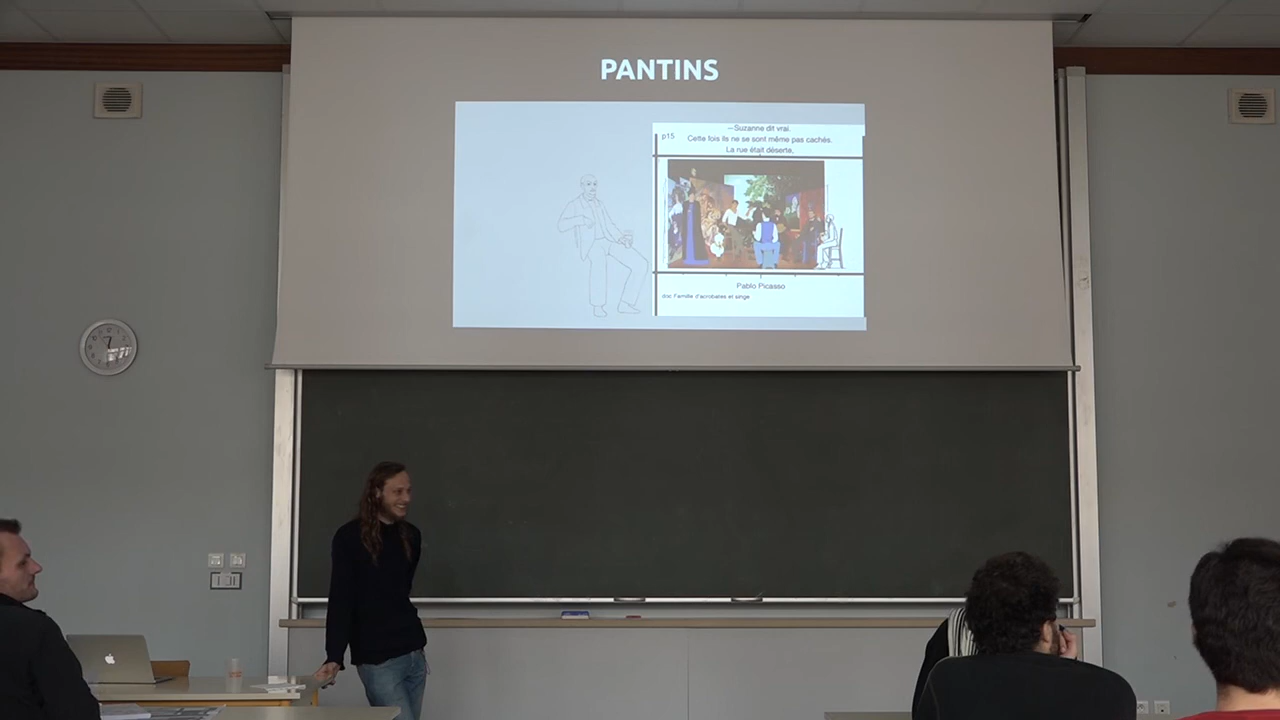 PANTINS
—Suzanne dit vrai.
p15
Cette fois ils ne se sont même pas cachés.
La rue était déserte,
Pablo Picasso
doc Famille d'acrobates et singe